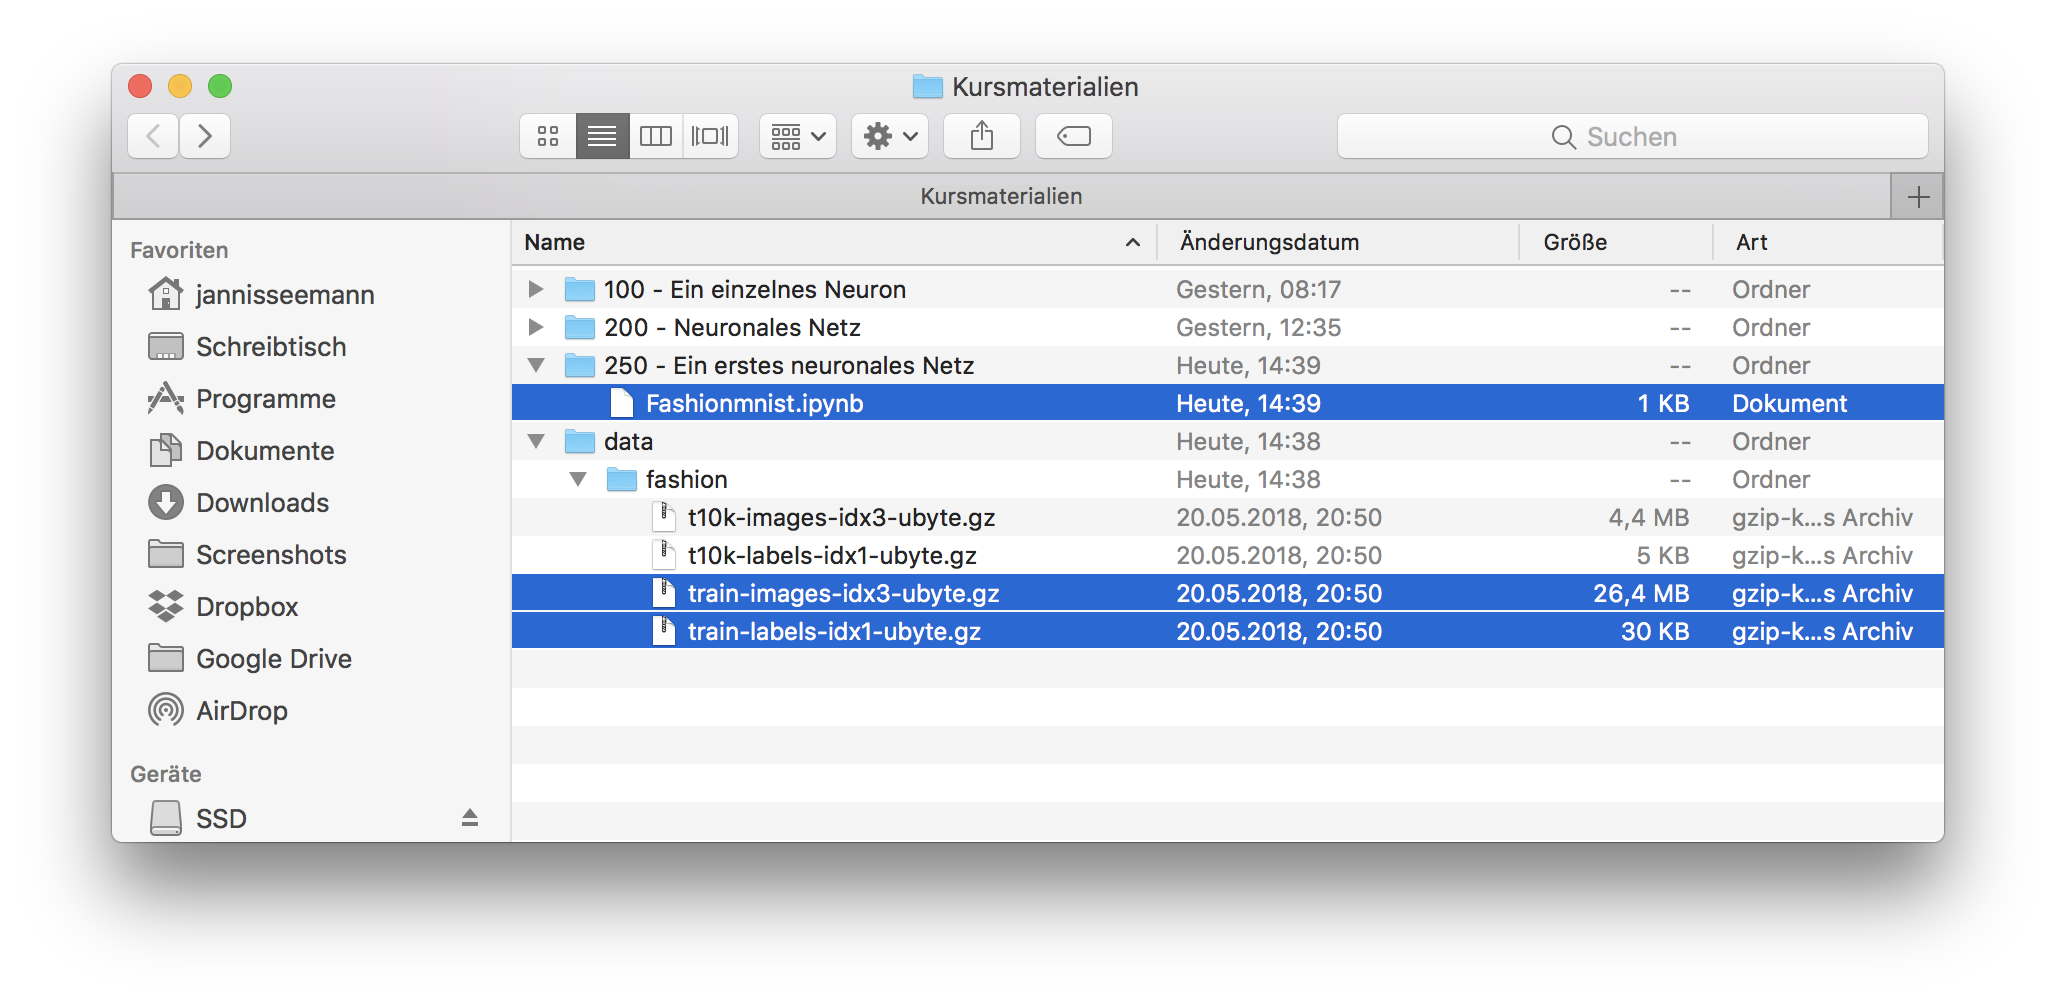 Kursmaterialien
Suchen
Kursmaterialien
Favoriten
jannisseemann
Schreibtisch
Programme
Dokumente
Downloads
Screenshots
Dropbox
Google Drive
AirDrop
Geräte
SSD
Name Änderungsdatum Größe Art
100 - Ein einzelnes Neuron Gestern, 08:17 -- Ordner
200 - Neuronales Netz Gestern, 12:35 -- Ordner
250 - Ein erstes neuronales Netz Heute, 14:39 -- Ordner
Fashionmnist.ipynb Heute, 14:39 1 KB Dokument
data Heute, 14:38 -- Ordner
fashion Heute, 14:38 -- Ordner
t10k-images-idx3-ubyte.gz 20.05.2018, 20:50 4,4 MB gzip-k...s Archiv
t10k-labels-idx1-ubyte.gz 20.05.2018, 20:50 5 KB gzip-k...s Archiv
train-images-idx3-ubyte.gz 20.05.2018, 20:50 26,4 MB gzip-k...s Archiv
train-labels-idx1-ubyte.gz 20.05.2018, 20:50 30 KB gzip-k...s Archiv